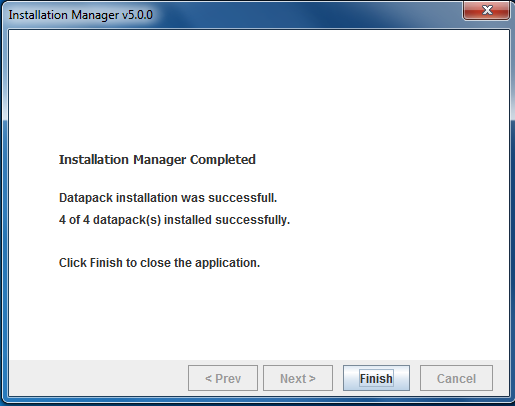 Installation Manager v5.0.0
Installation Manager Completed
Datapack installation was successfull.
4 of 4 datapack(s) installed successfully.
Click Finish to close the application.
< Prev Next > Finish Cancel